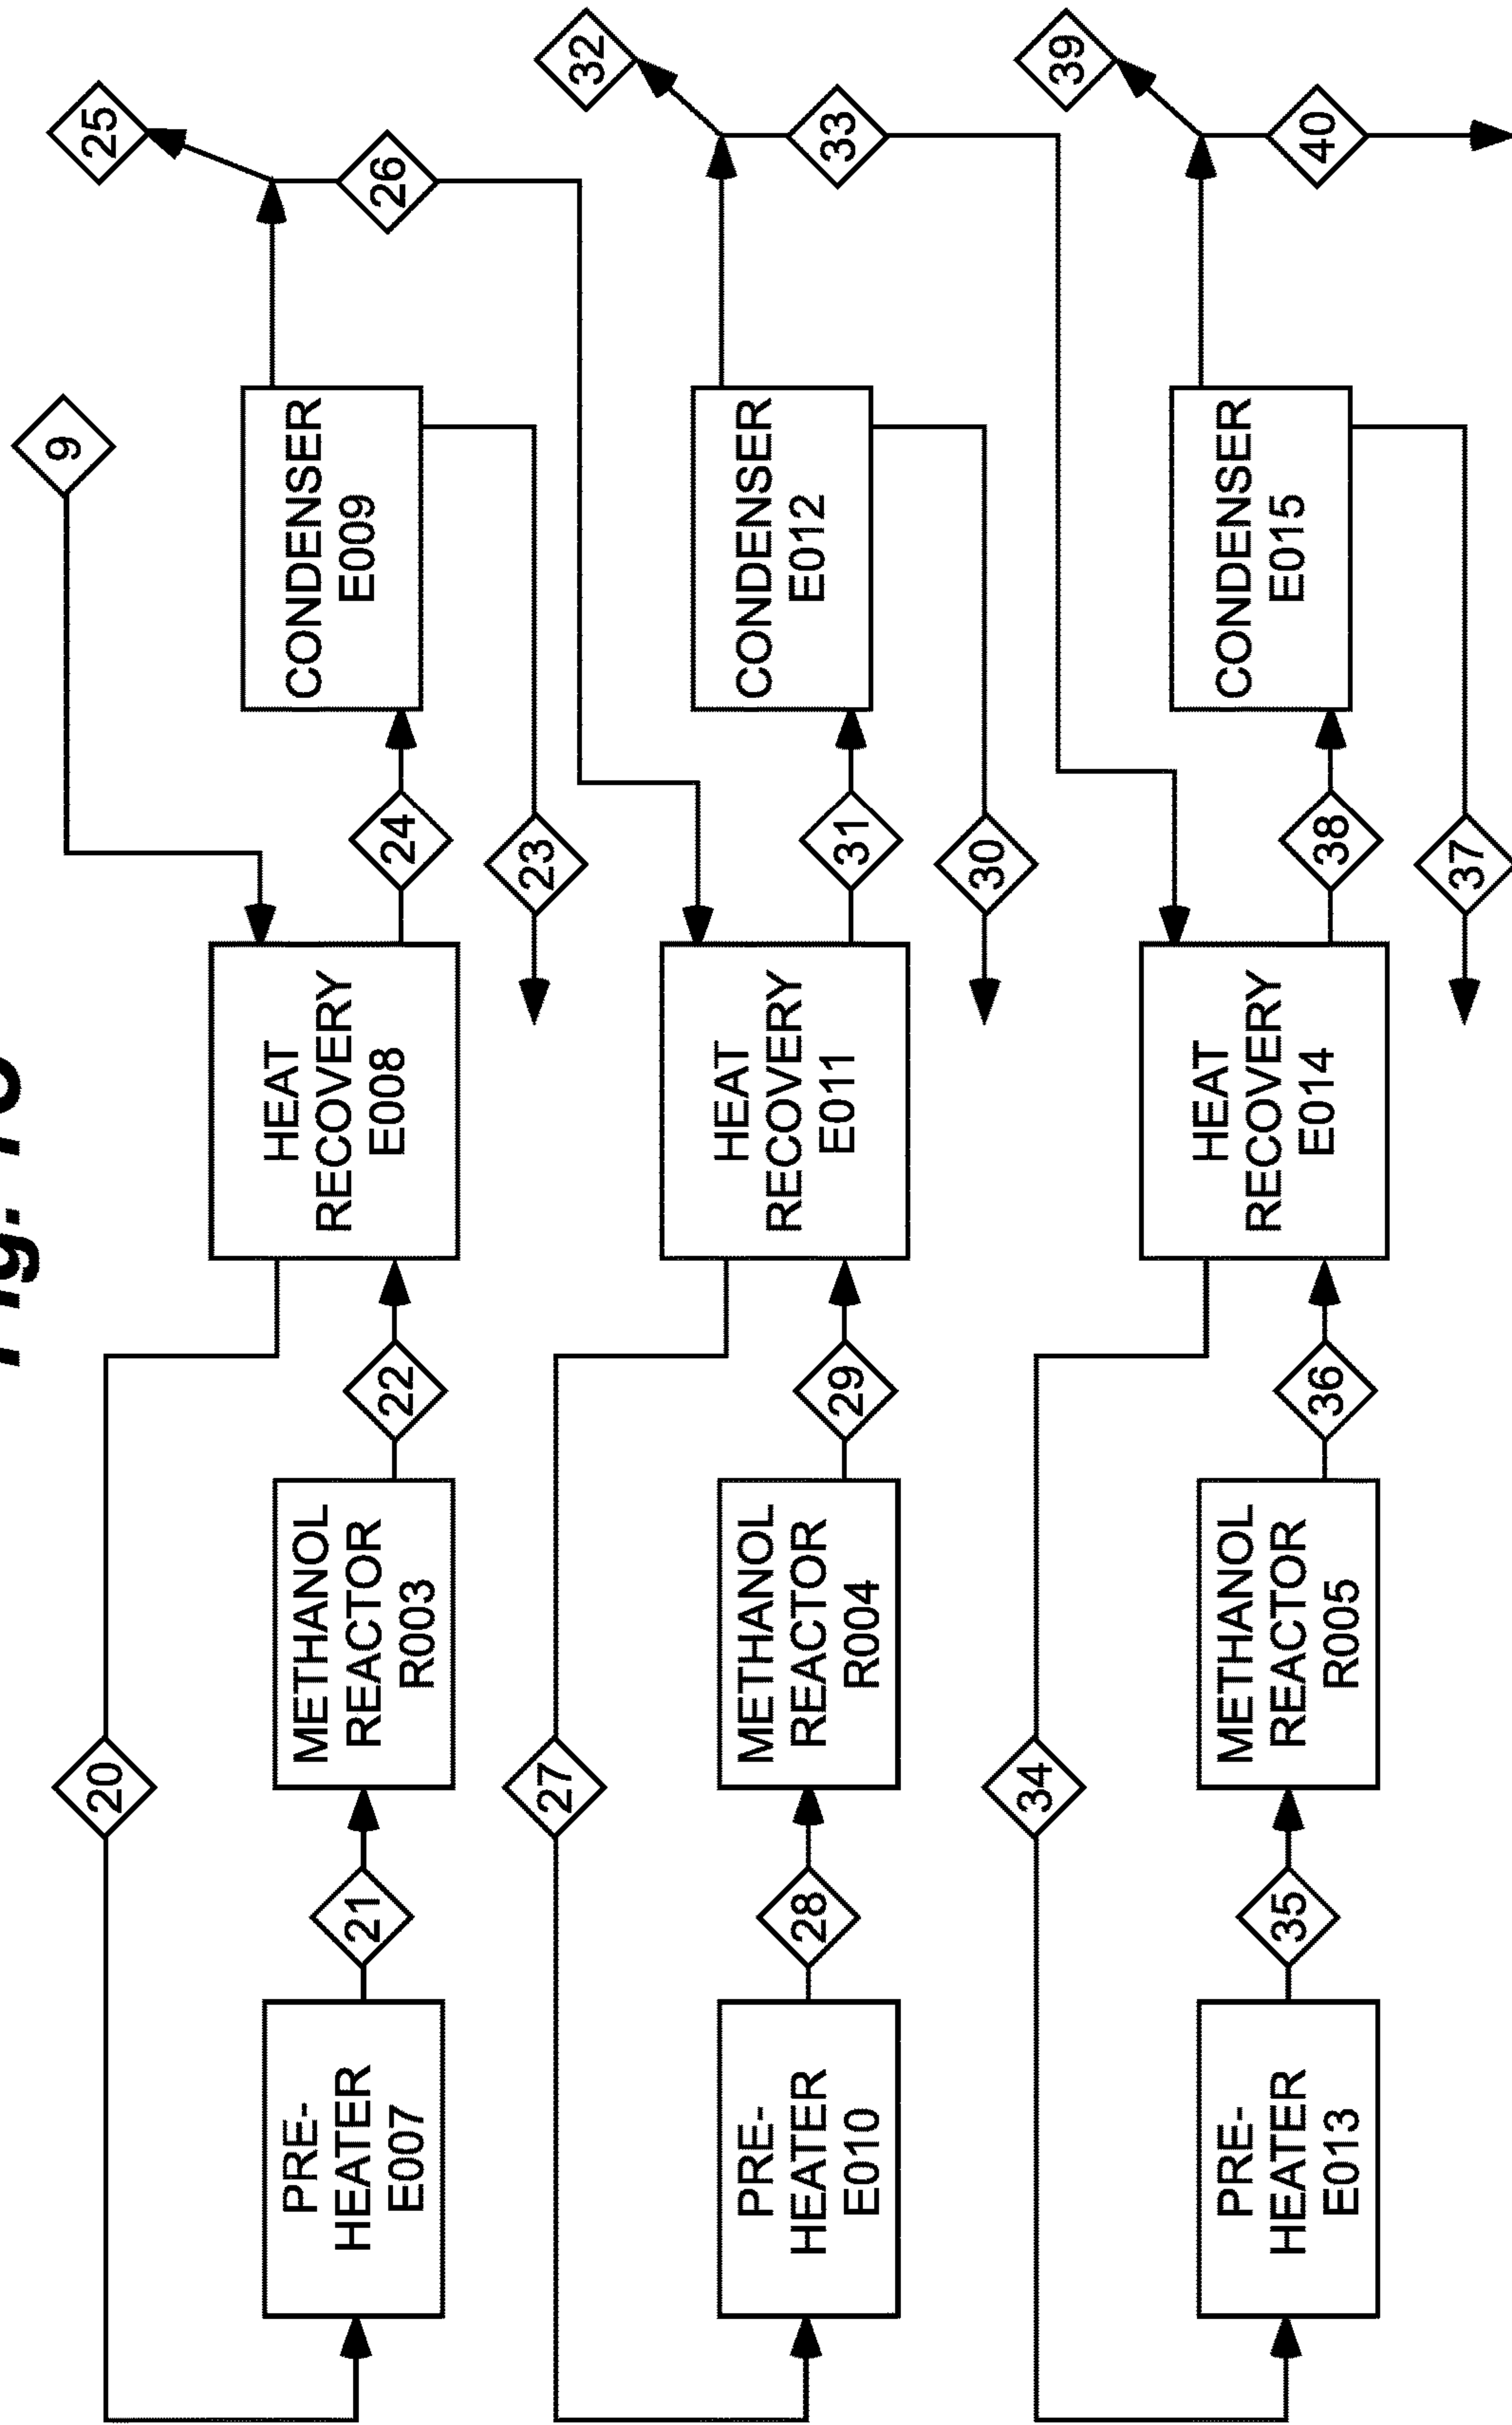 Fig.
9
20
25
PRE-
HEATER
E007
21
METHANOL
REACTOR
R003
22
HEAT
RECOVERY
E008
24
CONDENSER
E009
26
23
27
32
PRE-
HEATER
E010
28
METHANOL
REACTOR
R004
29
HEAT
RECOVERY
E011
31
CONDENSER
E012
33
30
34
39
PRE-
HEATER
E013
35
METHANOL
REACTOR
R005
36
HEAT
RECOVERY
E014
38
CONDENSER
E015
40
37